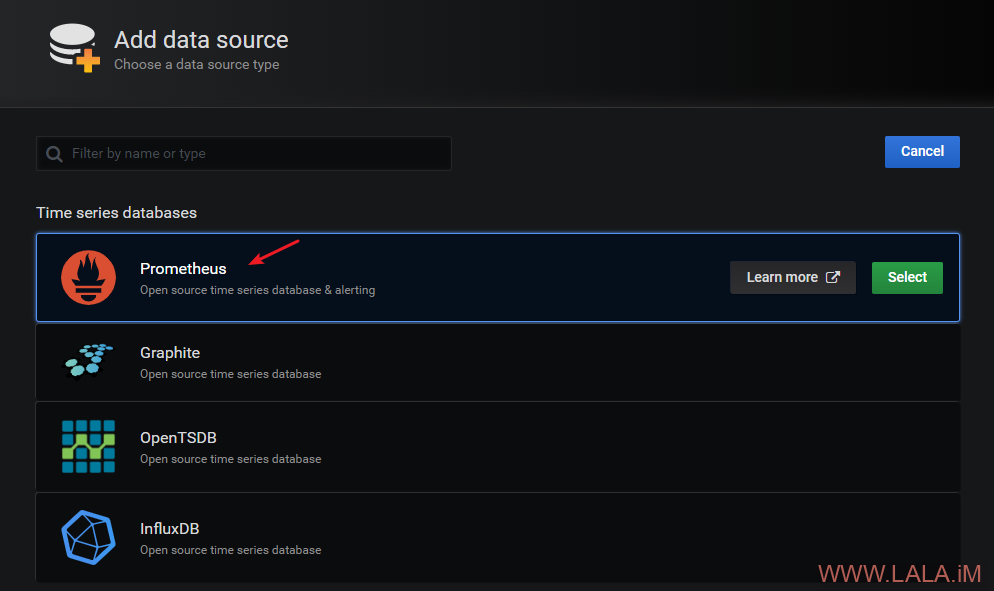 Add data source
Choose a data source type
Filter by name or type
Cancel
Time series databases
Prometheus
Open source time series database & alerting
Learn more
Select
Graphite
Open source time series database
OpenTSDB
Open source time series database
InfluxDB
Open source time series database
WWW.LALA.iM